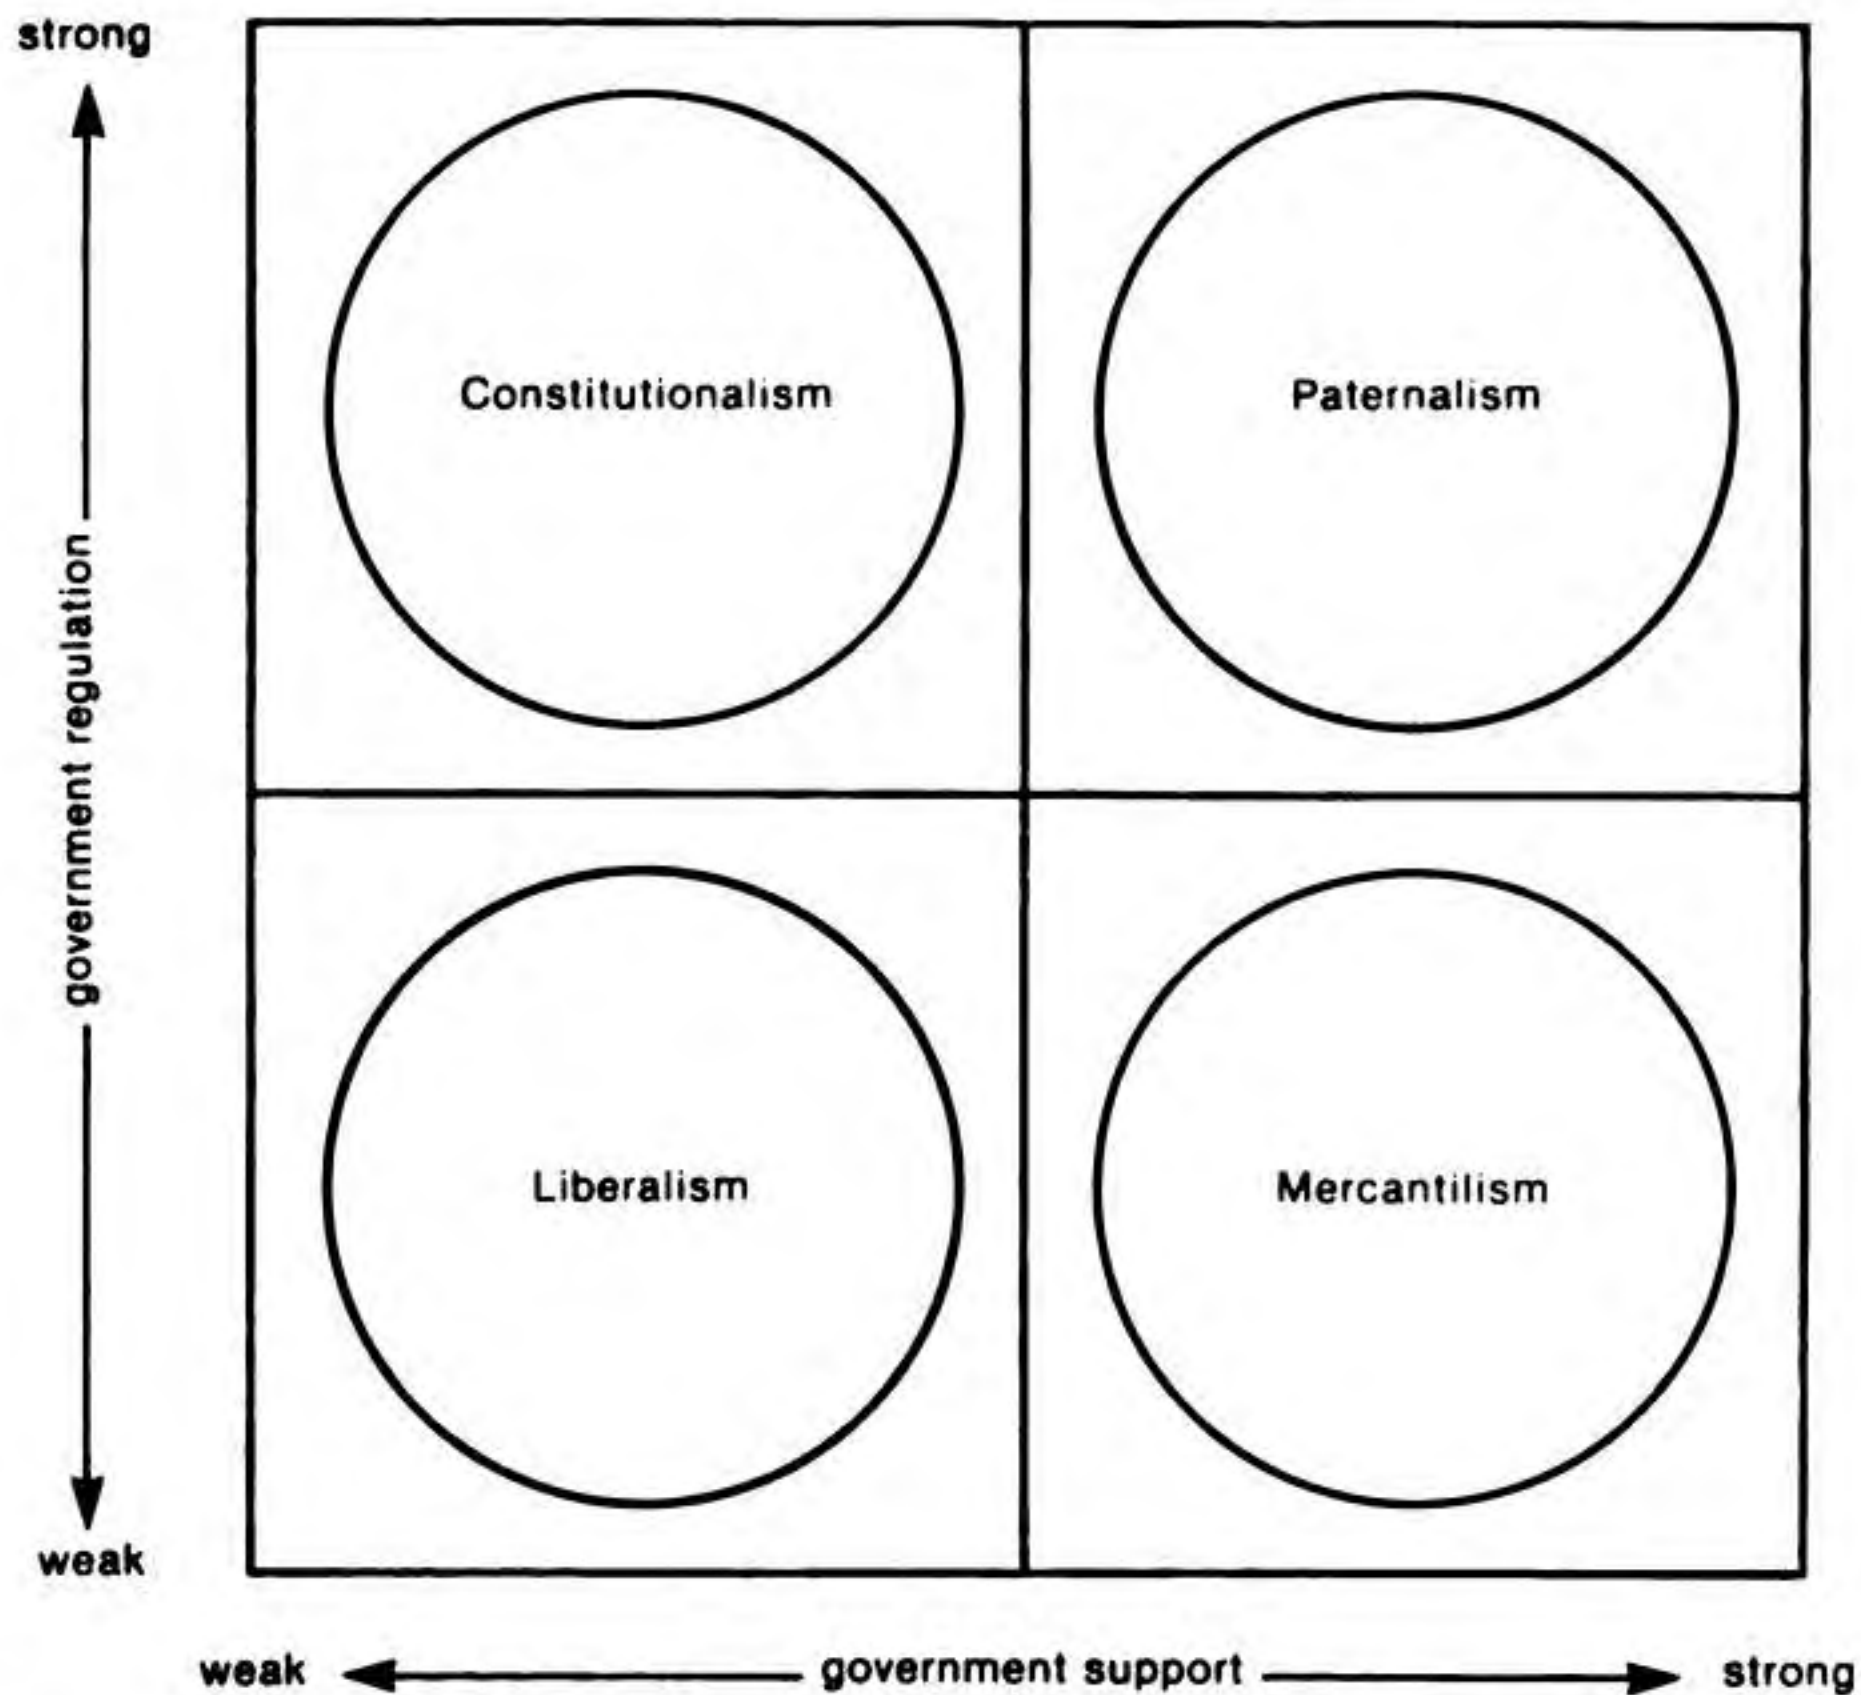 strong
Constitutionalism
Paternalism
government regulation
Liberalism
Mercantilism
weak
weak
government support
strong